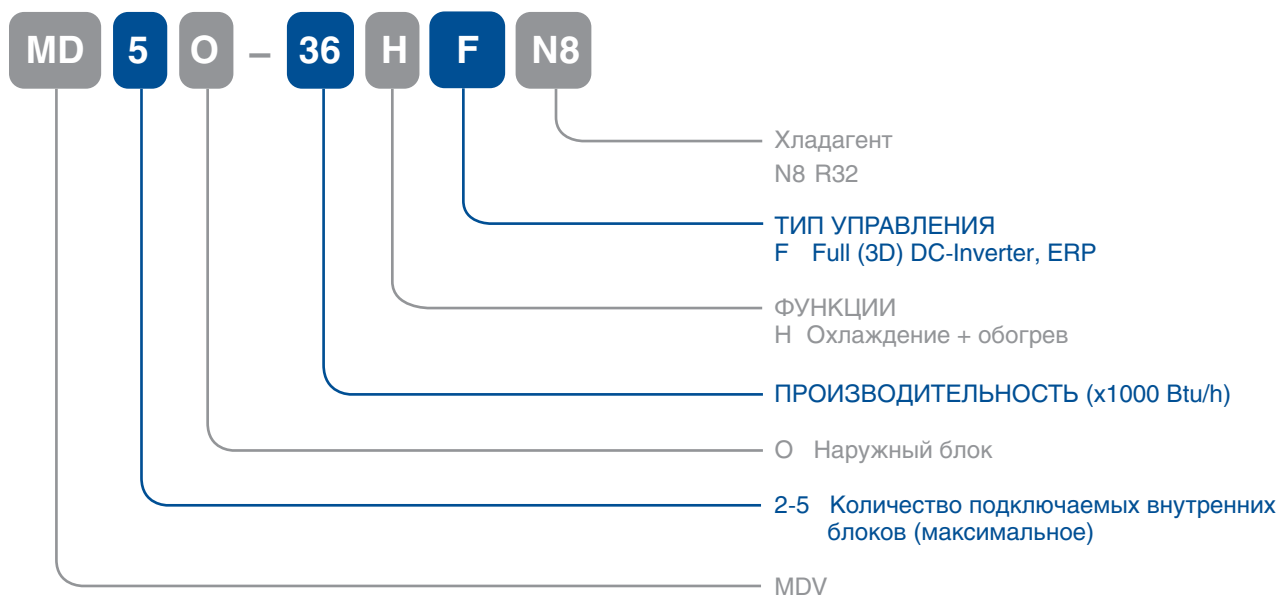 MD 5 O – 36 H F N8
Хладагент
N8 R32
ТИП УПРАВЛЕНИЯ
F Full (3D) DC-Inverter, ERP
ФУНКЦИИ
H Охлаждение + обогрев
ПРОИЗВОДИТЕЛЬНОСТЬ (x1000 Btu/h)
O Наружный блок
2-5 Количество подключаемых внутренних
блоков (максимальное)
MDV